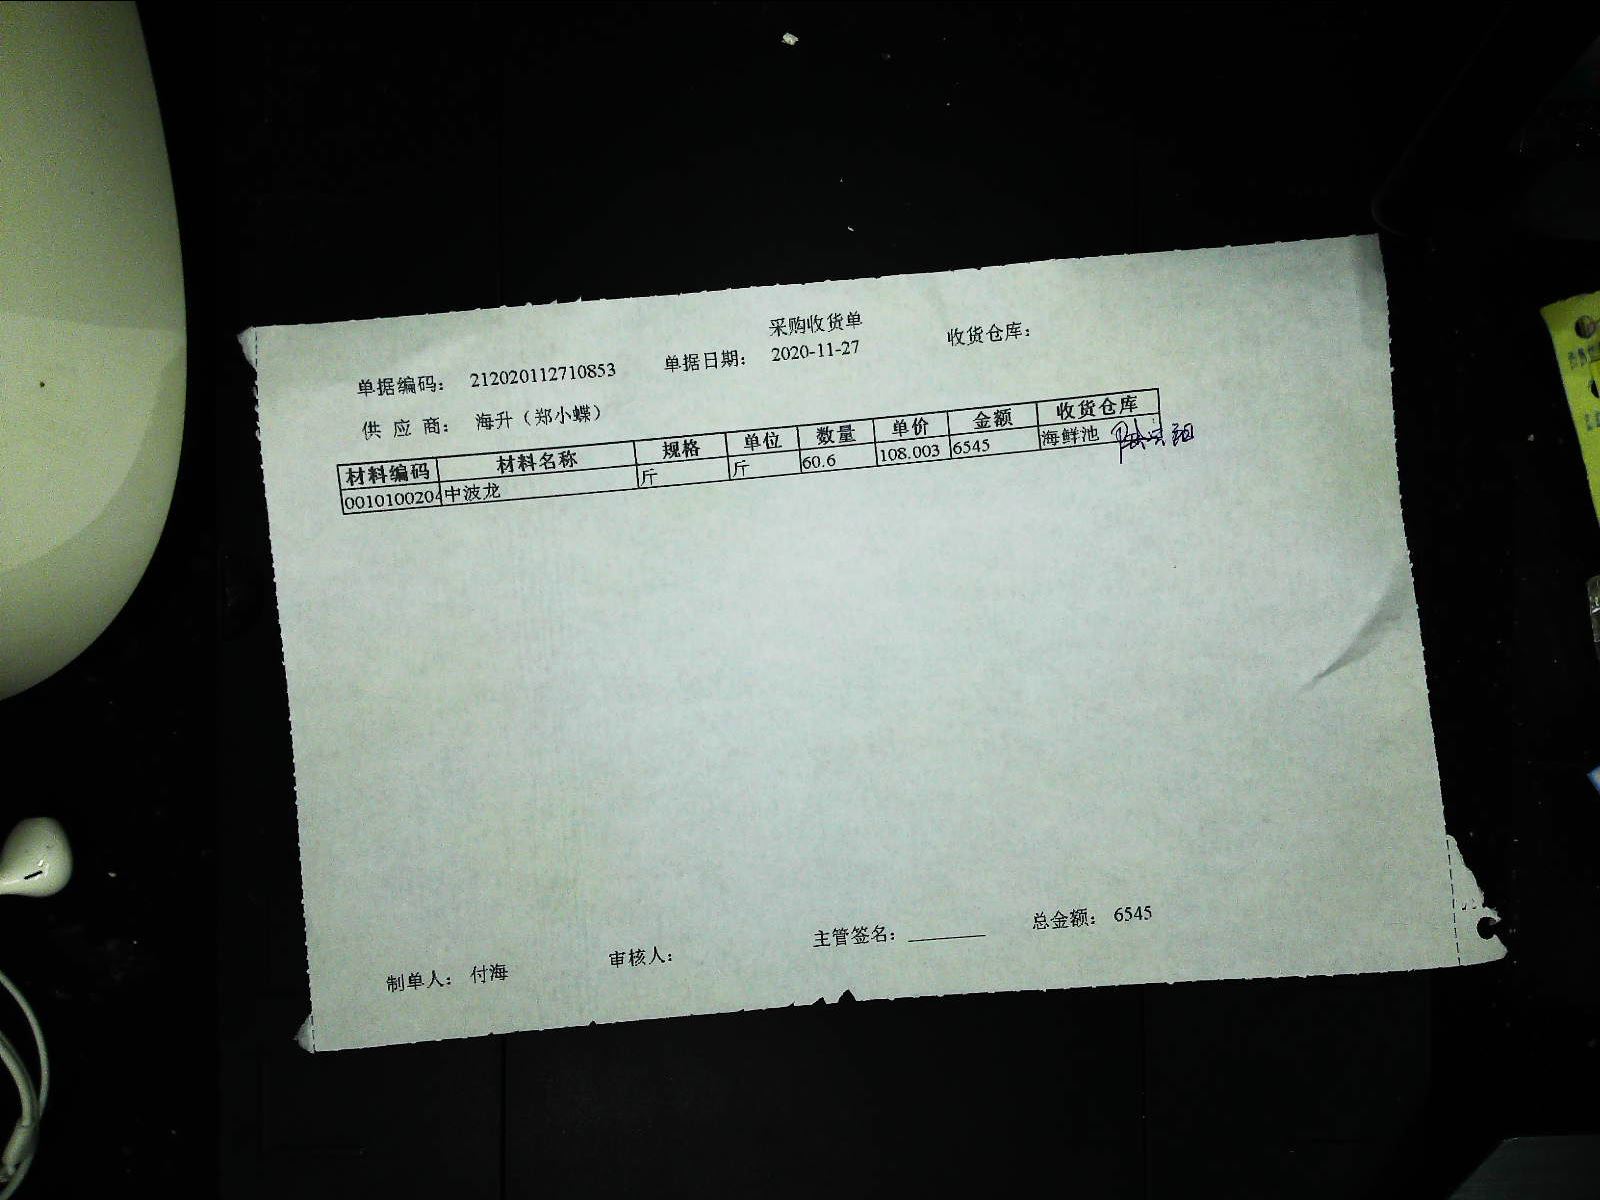 采购收货单
单据编码： 212020112710853 单据日期： 2020-11-27 收货仓库：
供 应 商： 海升（郑小蝶）
材料编码 材料名称 规格 单位 数量 单价 金额 收货仓库
0010100204 中波龙 斤 斤 60.6 108.003 6545 海鲜池
制单人： 付海 审核人： 主管签名： 总金额： 6545